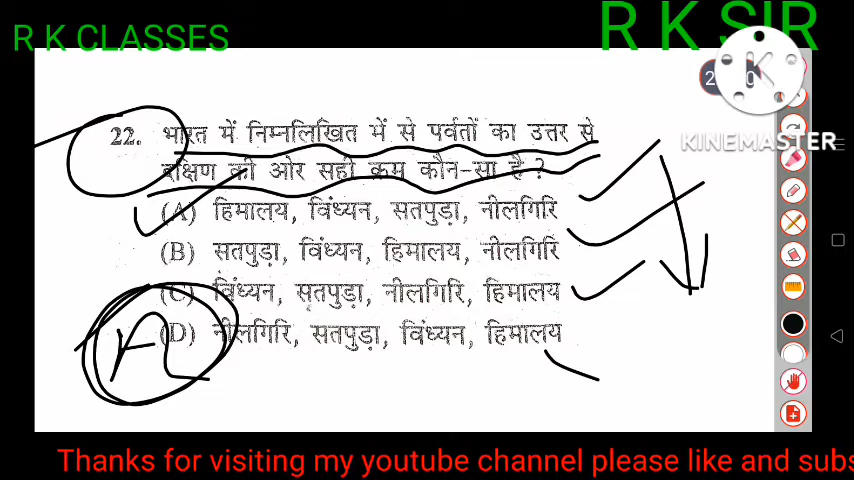 R K CLASSES
R K SIR
KINEMASTER
22. भारत में निम्नलिखित में से पर्वतों का उत्तर से
दक्षिण की ओर सही क्रम कौन-सा है ?
(A) हिमालय, विंध्यन, सतपुड़ा, नीलगिरि
(B) सतपुड़ा, विंध्यन, हिमालय, नीलगिरि
(C) विंध्यन, सतपुड़ा, नीलगिरि, हिमालय
(D) नीलगिरि, सतपुड़ा, विंध्यन, हिमालय
A
Thanks for visiting my youtube channel please like and subs